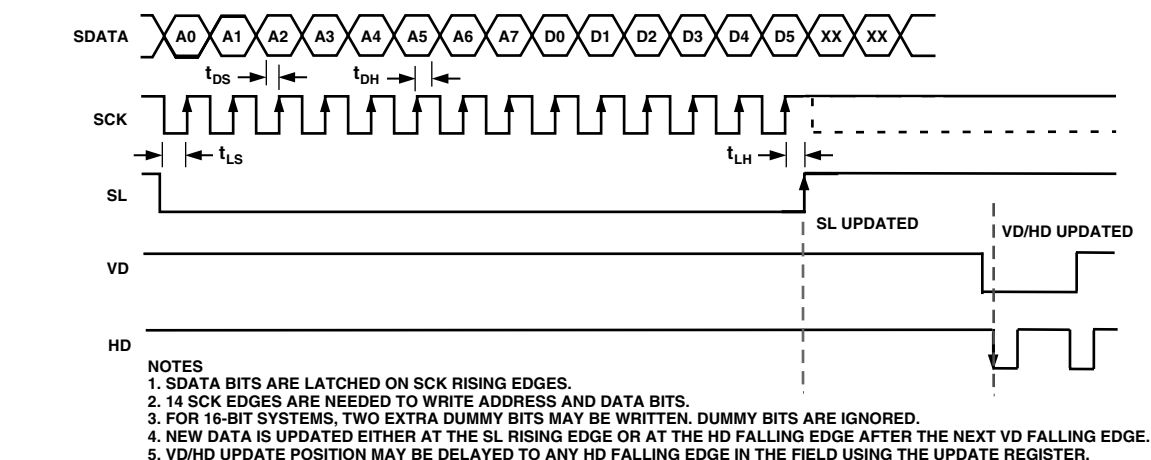 SDATA A0 A1 A2 A3 A4 A5 A6 A7 D0 D1 D2 D3 D4 D5 XX XX
tDS tDH
SCK
tLS tLH
SL
SL UPDATED
VD/HD UPDATED
VD
HD
NOTES
1. SDATA BITS ARE LATCHED ON SCK RISING EDGES.
2. 14 SCK EDGES ARE NEEDED TO WRITE ADDRESS AND DATA BITS.
3. FOR 16-BIT SYSTEMS, TWO EXTRA DUMMY BITS MAY BE WRITTEN. DUMMY BITS ARE IGNORED.
4. NEW DATA IS UPDATED EITHER AT THE SL RISING EDGE OR AT THE HD FALLING EDGE AFTER THE NEXT VD FALLING EDGE.
5. VD/HD UPDATE POSITION MAY BE DELAYED TO ANY HD FALLING EDGE IN THE FIELD USING THE UPDATE REGISTER.